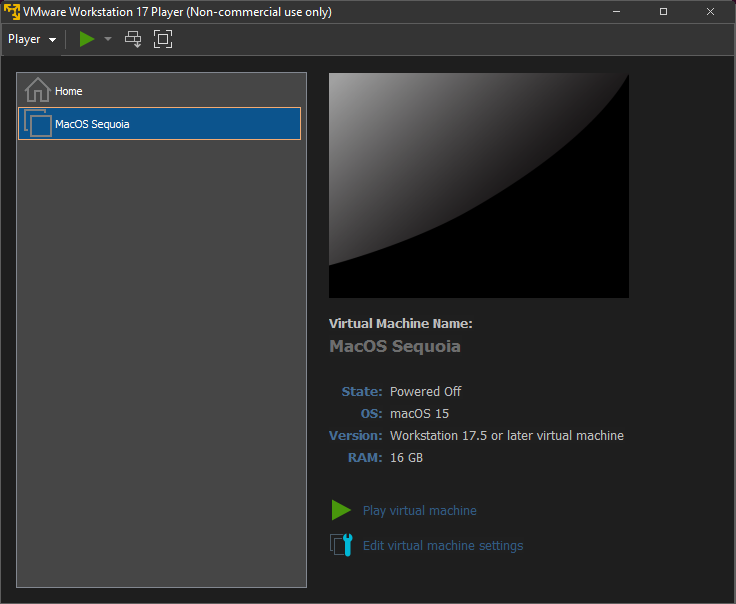 VMware Workstation 17 Player (Non-commercial use only)
Player
Home
MacOS Sequoia
Virtual Machine Name:
MacOS Sequoia
State: Powered Off
OS: macOS 15
Version: Workstation 17.5 or later virtual machine
RAM: 16 GB
Play virtual machine
Edit virtual machine settings